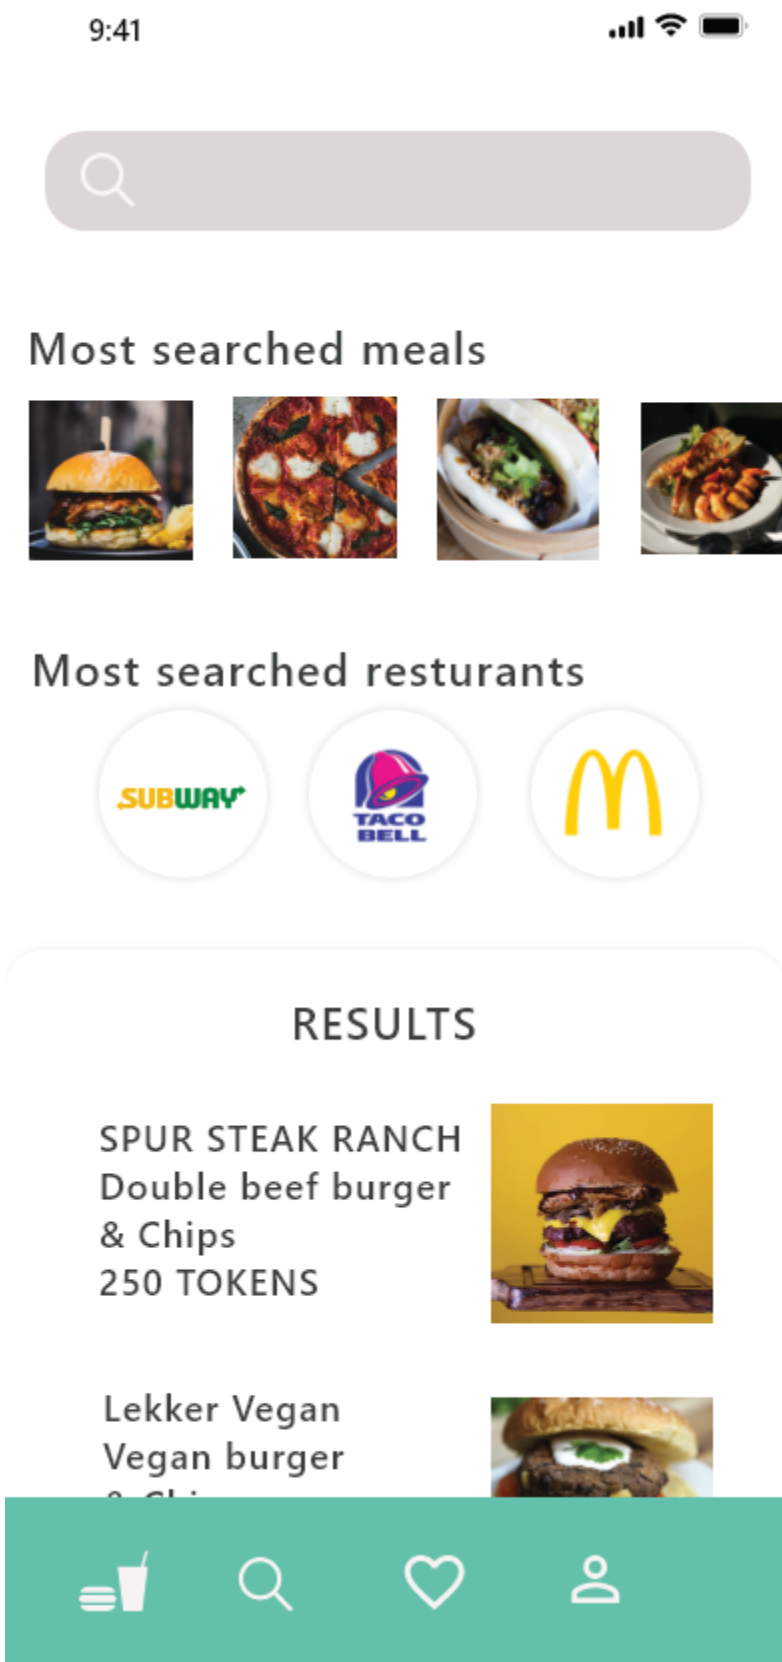 9:41
Most searched meals
Most searched resturants
SUBWAY
TACO
BELL
RESULTS
SPUR STEAK RANCH
Double beef burger
& Chips
250 TOKENS
Lekker Vegan
Vegan burger